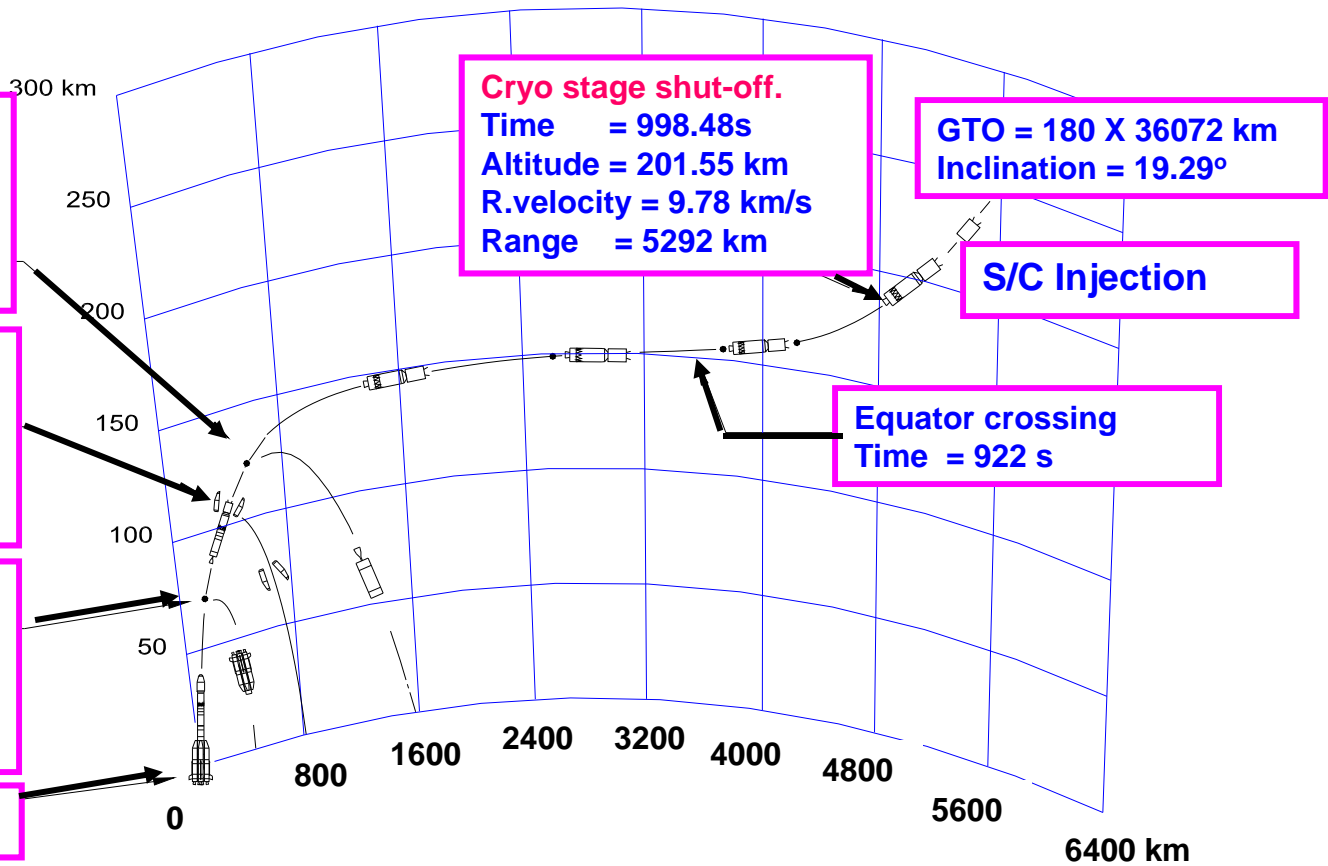 300 km
250
200
150
100
50
Cryo stage shut-off.
Time = 998.48s
Altitude = 201.55 km
R.velocity = 9.78 km/s
Range = 5292 km
GTO = 180 X 36072 km
Inclination = 19.29º
S/C Injection
Equator crossing
Time = 922 s
0
800
1600
2400
3200
4000
4800
5600
6400 km